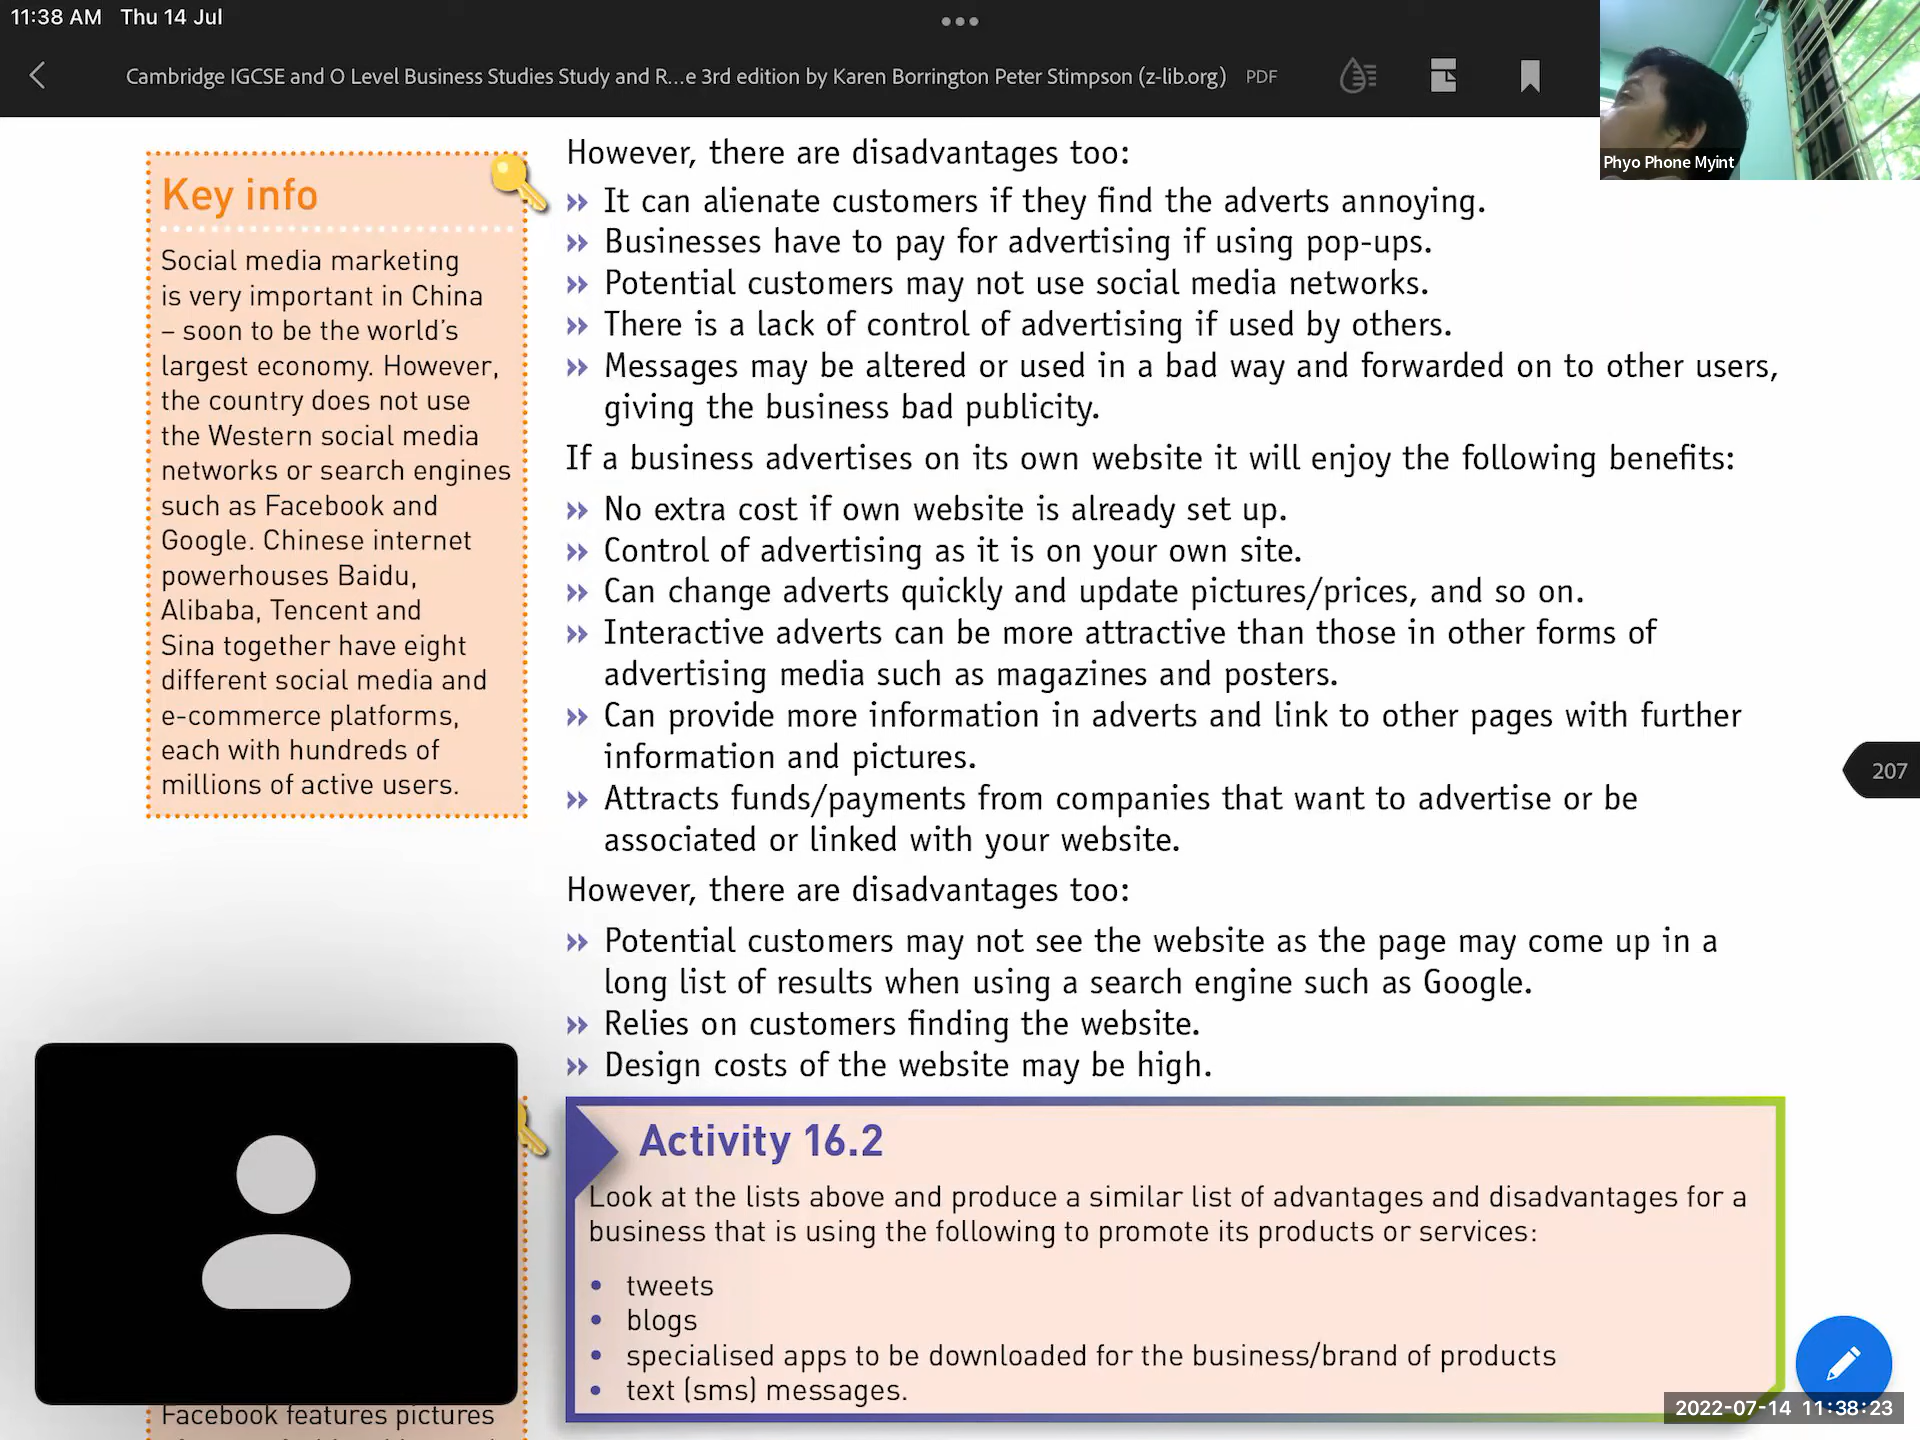 11:38 AM Thu 14 Jul
Cambridge IGCSE and O Level Business Studies Study and R...e 3rd edition by Karen Borrington Peter Stimpson (z-lib.org) PDF
Phyo Phone Myint
Key info
Social media marketing
is very important in China
– soon to be the world's
largest economy. However,
the country does not use
the Western social media
networks or search engines
such as Facebook and
Google. Chinese internet
powerhouses Baidu,
Alibaba, Tencent and
Sina together have eight
different social media and
e-commerce platforms,
each with hundreds of
millions of active users.
Facebook features pictures
However, there are disadvantages too:
» It can alienate customers if they find the adverts annoying.
» Businesses have to pay for advertising if using pop-ups.
» Potential customers may not use social media networks.
» There is a lack of control of advertising if used by others.
» Messages may be altered or used in a bad way and forwarded on to other users,
giving the business bad publicity.
If a business advertises on its own website it will enjoy the following benefits:
» No extra cost if own website is already set up.
» Control of advertising as it is on your own site.
» Can change adverts quickly and update pictures/prices, and so on.
» Interactive adverts can be more attractive than those in other forms of
advertising media such as magazines and posters.
» Can provide more information in adverts and link to other pages with further
information and pictures.
» Attracts funds/payments from companies that want to advertise or be
associated or linked with your website.
However, there are disadvantages too:
» Potential customers may not see the website as the page may come up in a
long list of results when using a search engine such as Google.
» Relies on customers finding the website.
» Design costs of the website may be high.
Activity 16.2
Look at the lists above and produce a similar list of advantages and disadvantages for a
business that is using the following to promote its products or services:
• tweets
• blogs
• specialised apps to be downloaded for the business/brand of products
• text (sms) messages.
207
2022-07-14 11:38:23